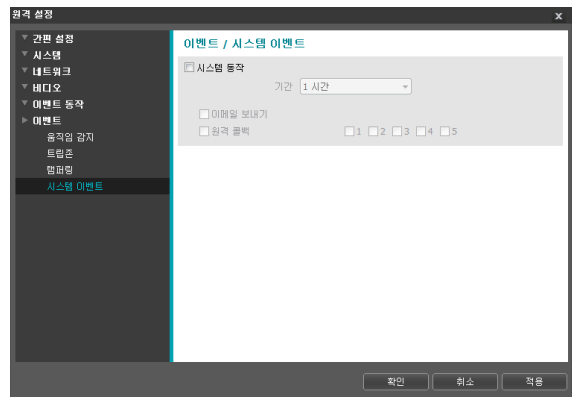 원격 설정 x
간편 설정
시스템
네트워크
비디오
이벤트 동작
이벤트
움직임 감지
트립존
탬퍼링
시스템 이벤트
이벤트 / 시스템 이벤트
시스템 동작
기간 1 시간
이메일 보내기
원격 콜백 1 2 3 4 5
확인 취소 적용